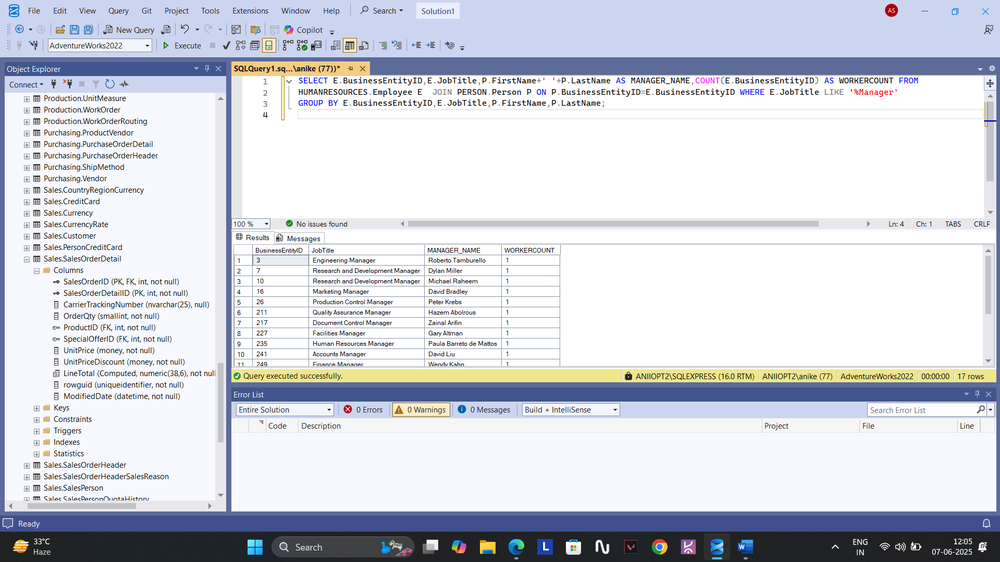 File Edit View Query Git Project Tools Extensions Window Help Search Solution1 AS
New Query Copilot
AdventureWorks2022 Execute
Object Explorer
Connect
Production.UnitMeasure
Production.WorkOrder
Production.WorkOrderRouting
Purchasing.ProductVendor
Purchasing.PurchaseOrderDetail
Purchasing.PurchaseOrderHeader
Purchasing.ShipMethod
Purchasing.Vendor
Sales.CountryRegionCurrency
Sales.CreditCard
Sales.Currency
Sales.CurrencyRate
Sales.Customer
Sales.PersonCreditCard
Sales.SalesOrderDetail
Columns
SalesOrderID (PK, FK, int, not null)
SalesOrderDetailID (PK, int, not null)
CarrierTrackingNumber (nvarchar(25), null)
OrderQty (smallint, not null)
ProductID (FK, int, not null)
SpecialOfferID (FK, int, not null)
UnitPrice (money, not null)
UnitPriceDiscount (money, not null)
LineTotal (Computed, numeric(38,6), not null
rowguid (uniqueidentifier, not null)
ModifiedDate (datetime, not null)
Keys
Constraints
Triggers
Indexes
Statistics
Sales.SalesOrderHeader
Sales.SalesOrderHeaderSalesReason
Sales.SalesPerson
Sales.SalesPersonQuotaHistory
SQLQuery1.sq...\anike (77))*
1 SELECT E.BusinessEntityID,E.JobTitle,P.FirstName+' '+P.LastName AS MANAGER_NAME,COUNT(E.BusinessEntityID) AS WORKERCOUNT FROM
2 HUMANRESOURCES.Employee E JOIN PERSON.Person P ON P.BusinessEntityID=E.BusinessEntityID WHERE E.JobTitle LIKE '%Manager'
3 GROUP BY E.BusinessEntityID,E.JobTitle,P.FirstName,P.LastName;
4
100 % No issues found Ln: 4 Ch: 1 TABS CRLF
Results Messages
BusinessEntityID JobTitle MANAGER_NAME WORKERCOUNT
1 3 Engineering Manager Roberto Tamburello 1
2 7 Research and Development Manager Dylan Miller 1
3 10 Research and Development Manager Michael Raheem 1
4 16 Marketing Manager David Bradley 1
5 26 Production Control Manager Peter Krebs 1
6 211 Quality Assurance Manager Hazem Abolrous 1
7 217 Document Control Manager Zainal Arifin 1
8 227 Facilities Manager Gary Altman 1
9 235 Human Resources Manager Paula Barreto de Mattos 1
10 241 Accounts Manager David Liu 1
11 249 Finance Manager Wendy Kahn 1
Query executed successfully. ANIIOPT2\SQLEXPRESS (16.0 RTM) ANIIOPT2\anike (77) AdventureWorks2022 00:00:00 17 rows
Error List
Entire Solution 0 Errors 0 Warnings 0 Messages Build + IntelliSense Search Error List
Code Description Project File Line
Ready
33°C
Haze
Search
L
ENG
IN
12:05
07-06-2025